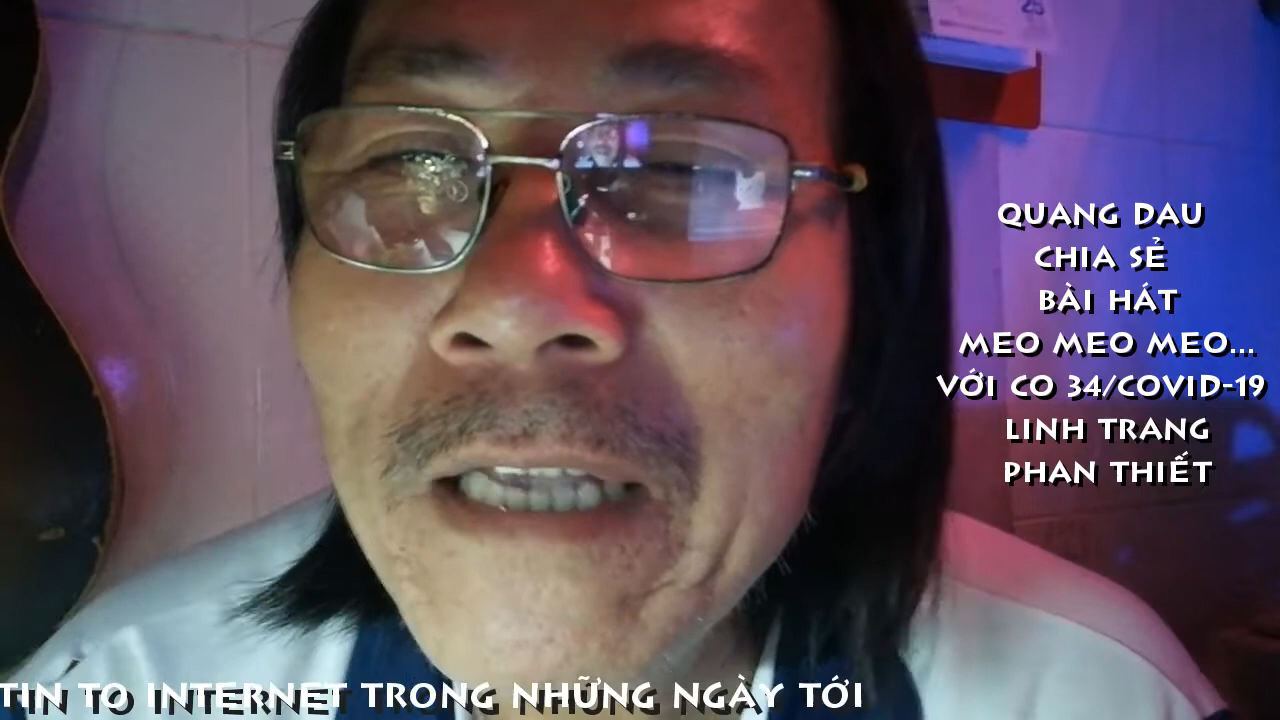 25
QUANG DAU
CHIA SẺ
BÀI HÁT
MEO MEO MEO...
VỚI CO 34/COVID-19
LINH TRANG
PHAN THIẾT
TIN TO INTERNET TRONG NHỮNG NGÀY TỚI